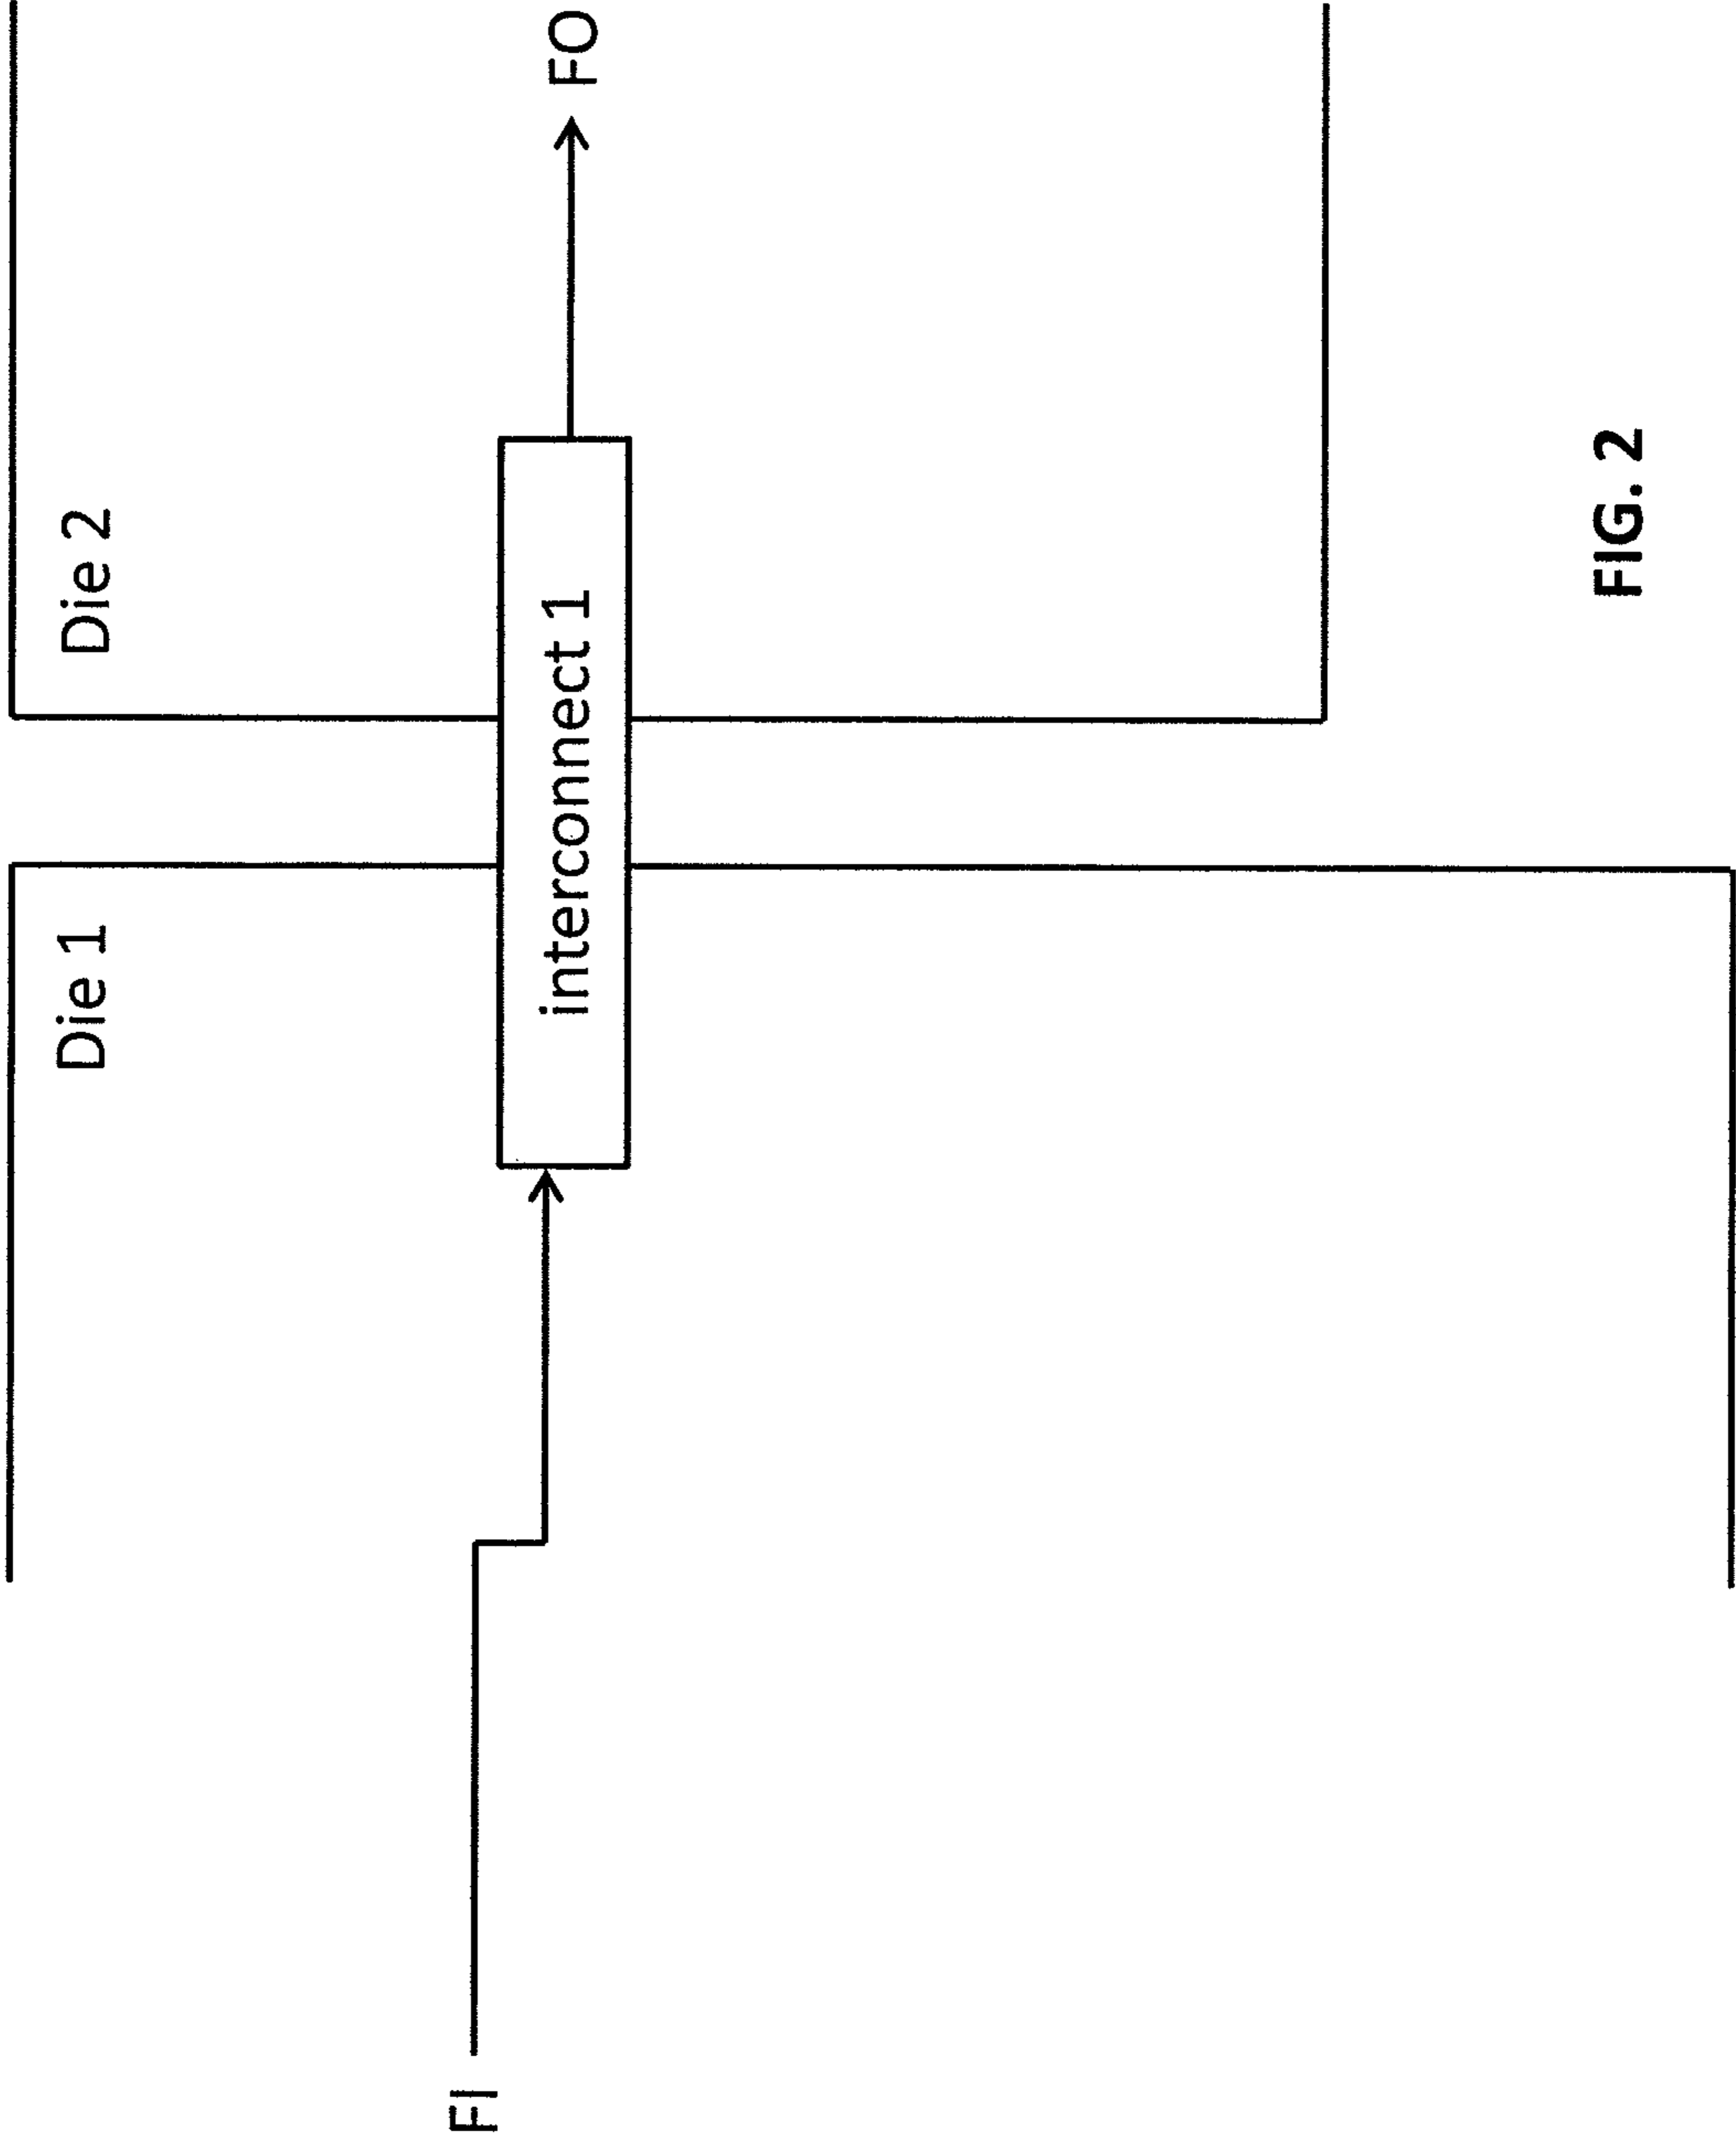 Die 1
Die 2
FI
interconnect 1
FO
FIG. 2